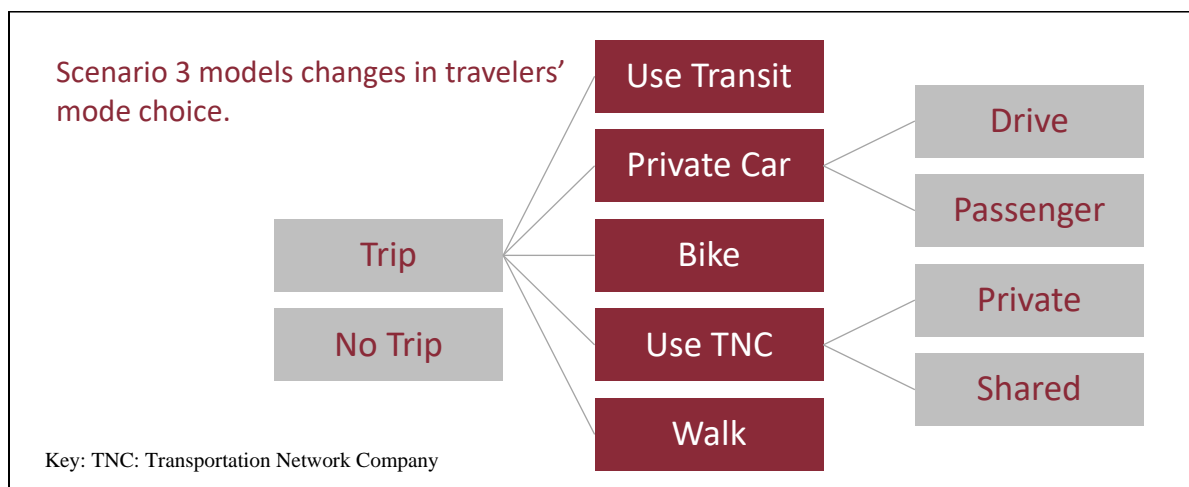 Scenario 3 models changes in travelers’
mode choice.
Trip
No Trip
Use Transit
Private Car
Bike
Use TNC
Walk
Drive
Passenger
Private
Shared
Key: TNC: Transportation Network Company